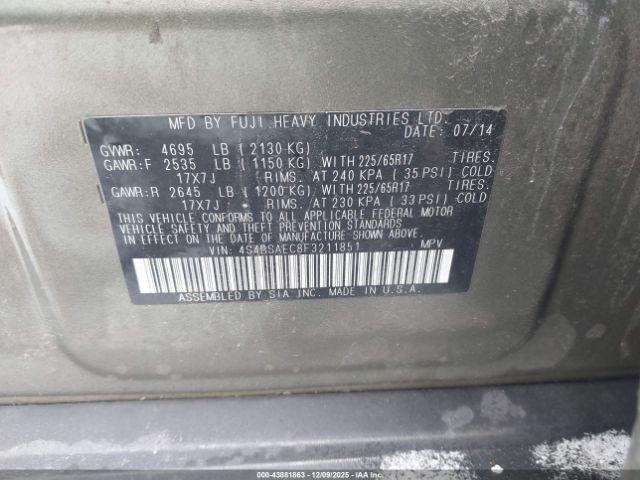 MFD BY FUJI HEAVY INDUSTRIES LTD.
DATE: 07/14
GVWR: 4695 LB (2130 KG)
GAWR:F 2535 LB (1150 KG) WITH 225/65R17 TIRES.
17X7J RIMS. AT 240 KPA (35 PSI) COLD
GAWR:R 2645 LB (1200 KG) WITH 225/65R17 TIRES.
17X7J RIMS. AT 230 KPA (33 PSI) COLD
THIS VEHICLE CONFORMS TO ALL APPLICABLE FEDERAL MOTOR
VEHICLE SAFETY AND THEFT PREVENTION STANDARDS
IN EFFECT ON THE DATE OF MANUFACTURE SHOWN ABOVE.
VIN: 4S4BSAEC8F3211851 MPV
ASSEMBLED BY SIA INC. MADE IN U.S.A.
000-43881863 12/09/2025 - IAA Inc.